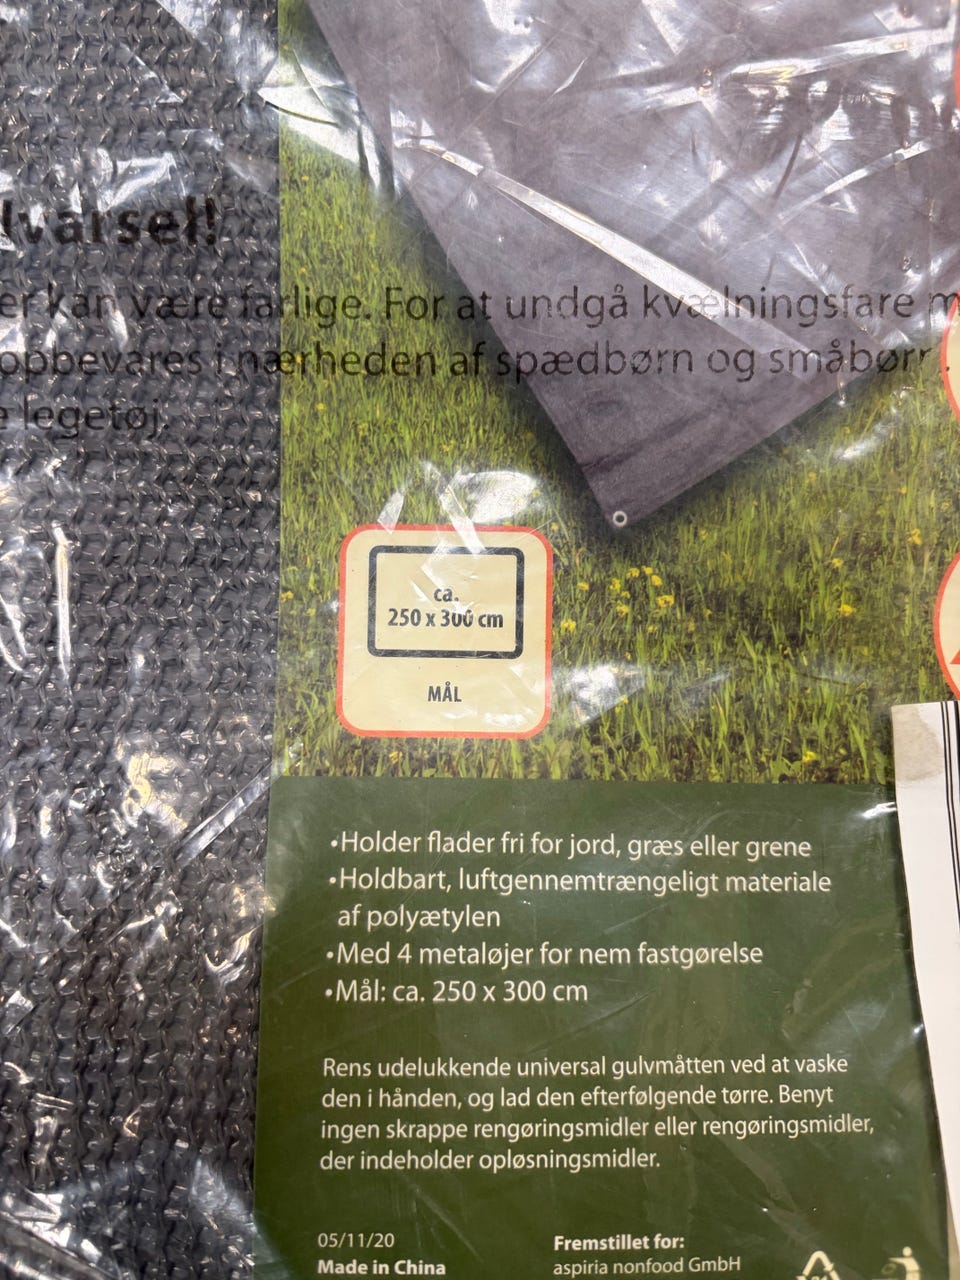 lvarsel!
er kan være farlige. For at undgå kvælningsfare m
opbevares i nærheden af spædbørn og småbørn.
e legetøj.
ca.
250 x 300 cm
MÅL
•Holder flader fri for jord, græs eller grene
•Holdbart, luftgennemtrængeligt materiale
af polyætylen
•Med 4 metaløjer for nem fastgørelse
•Mål: ca. 250 x 300 cm
Rens udelukkende universal gulvmåtten ved at vaske
den i hånden, og lad den efterfølgende tørre. Benyt
ingen skrappe rengøringsmidler eller rengøringsmidler,
der indeholder opløsningsmidler.
05/11/20
Made in China
Fremstillet for:
aspiria nonfood GmbH